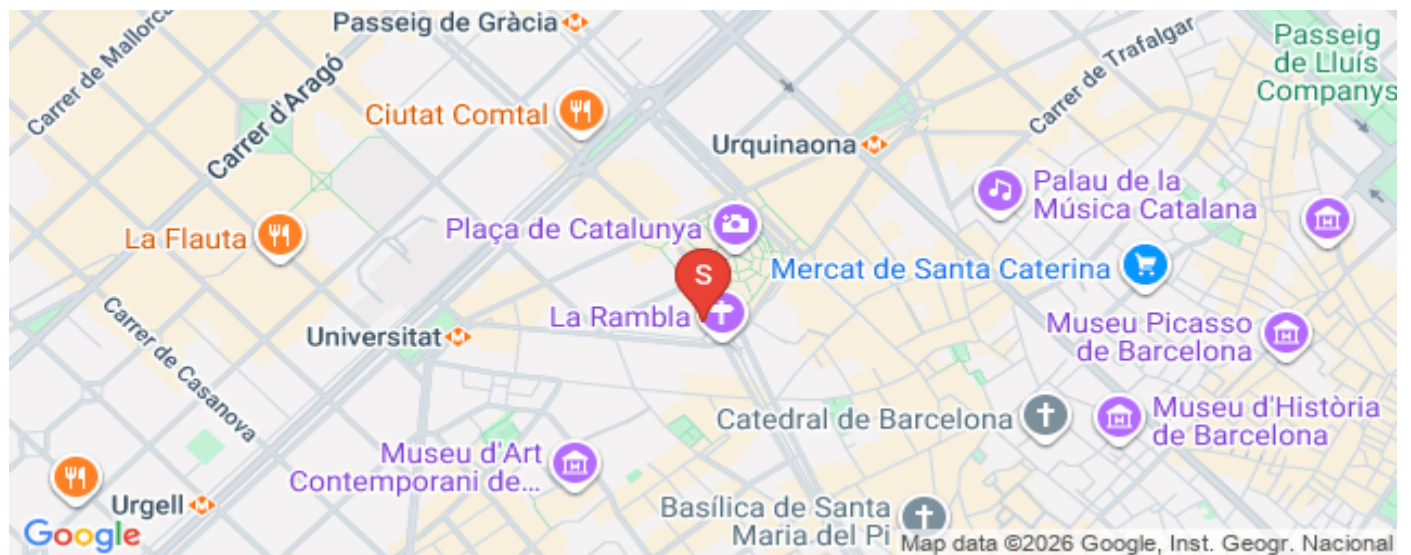 Passeig de Gràcia
Carrer de Mallorca
Passeig
de Lluís
Companys
Carrer de Trafalgar
Carrer d'Aragó
Ciutat Comtal
Urquinaona
Palau de la
Música Catalana
La Flauta
Plaça de Catalunya
S
Mercat de Santa Caterina
La Rambla
Universitat
Museu Picasso
de Barcelona
Carrer de Casanova
Catedral de Barcelona
Museu d'Història
de Barcelona
Museu d'Art
Contemporani de...
Urgell
Basílica de Santa
Maria del Pi
Google
Map data ©2026 Google, Inst. Geogr. Nacional